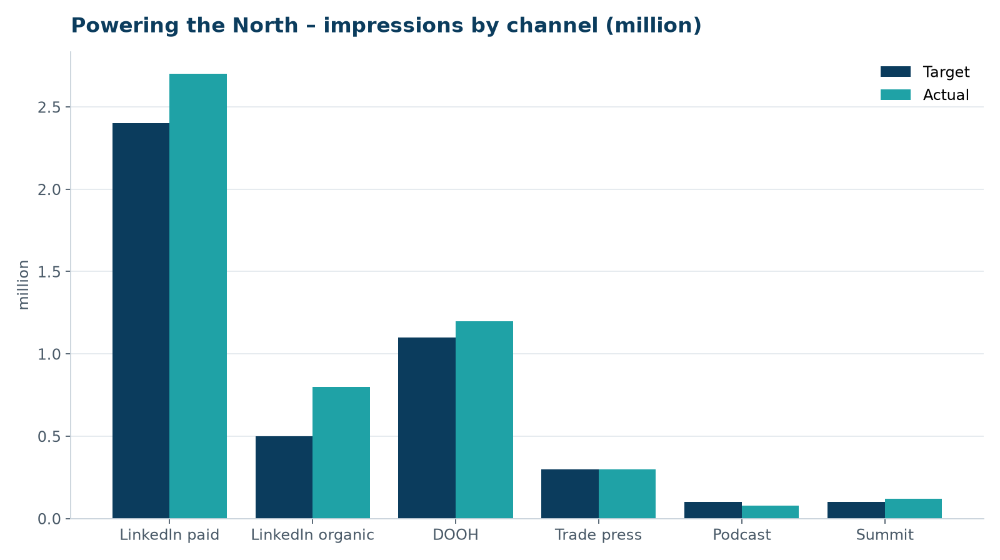 Powering the North – impressions by channel (million)
Target
Actual
million
2.5
2.0
1.5
1.0
0.5
0.0
LinkedIn paid
LinkedIn organic
DOOH
Trade press
Podcast
Summit